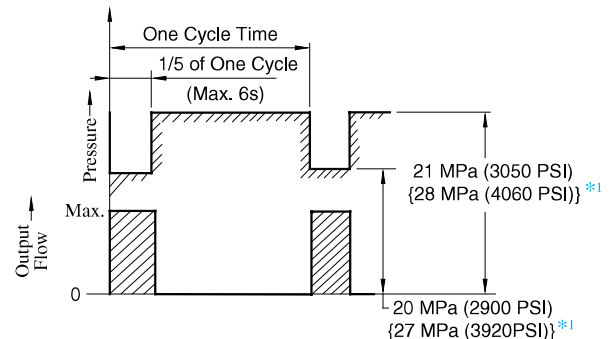 One Cycle Time
1/5 of One Cycle
(Max. 6s)
Pressure
21 MPa (3050 PSI)
{28 MPa (4060 PSI)} *1
Max.
Output
Flow
0
20 MPa (2900 PSI)
{27 MPa (3920PSI)} *1